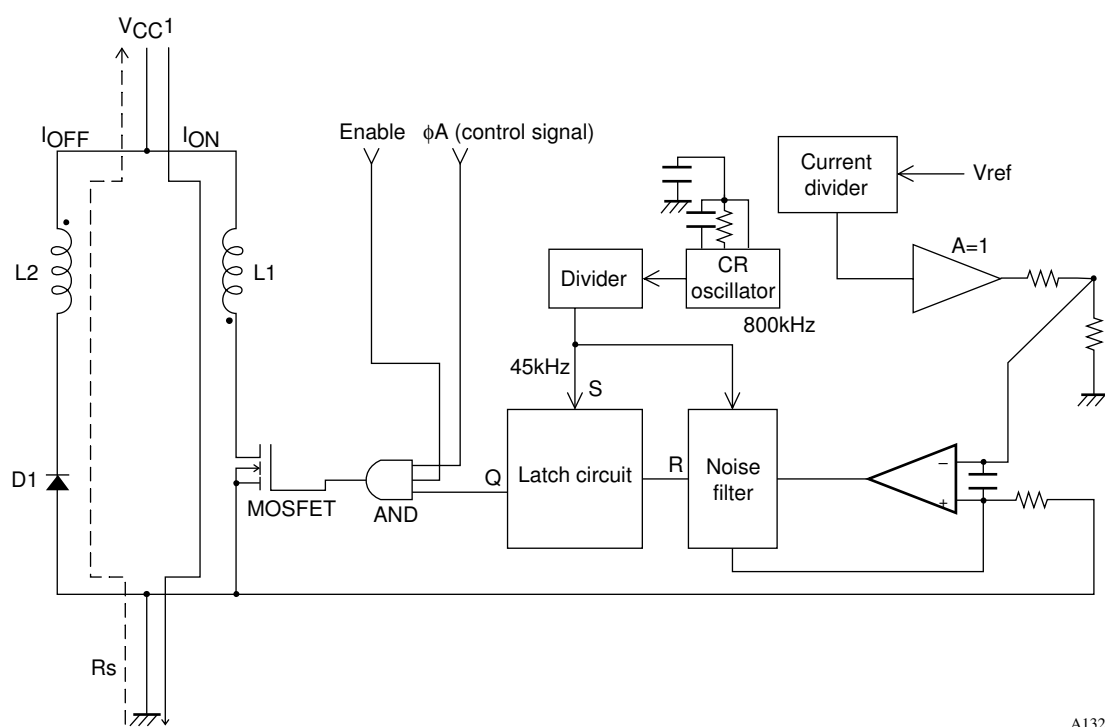 VCC1
IOFF
ION
Enable
ϕA (control signal)
Current
divider
Vref
A=1
L2
L1
Divider
CR
oscillator
800kHz
45kHz
S
D1
MOSFET
AND
Q
Latch circuit
R
Noise
filter
–
+
Rs
A132